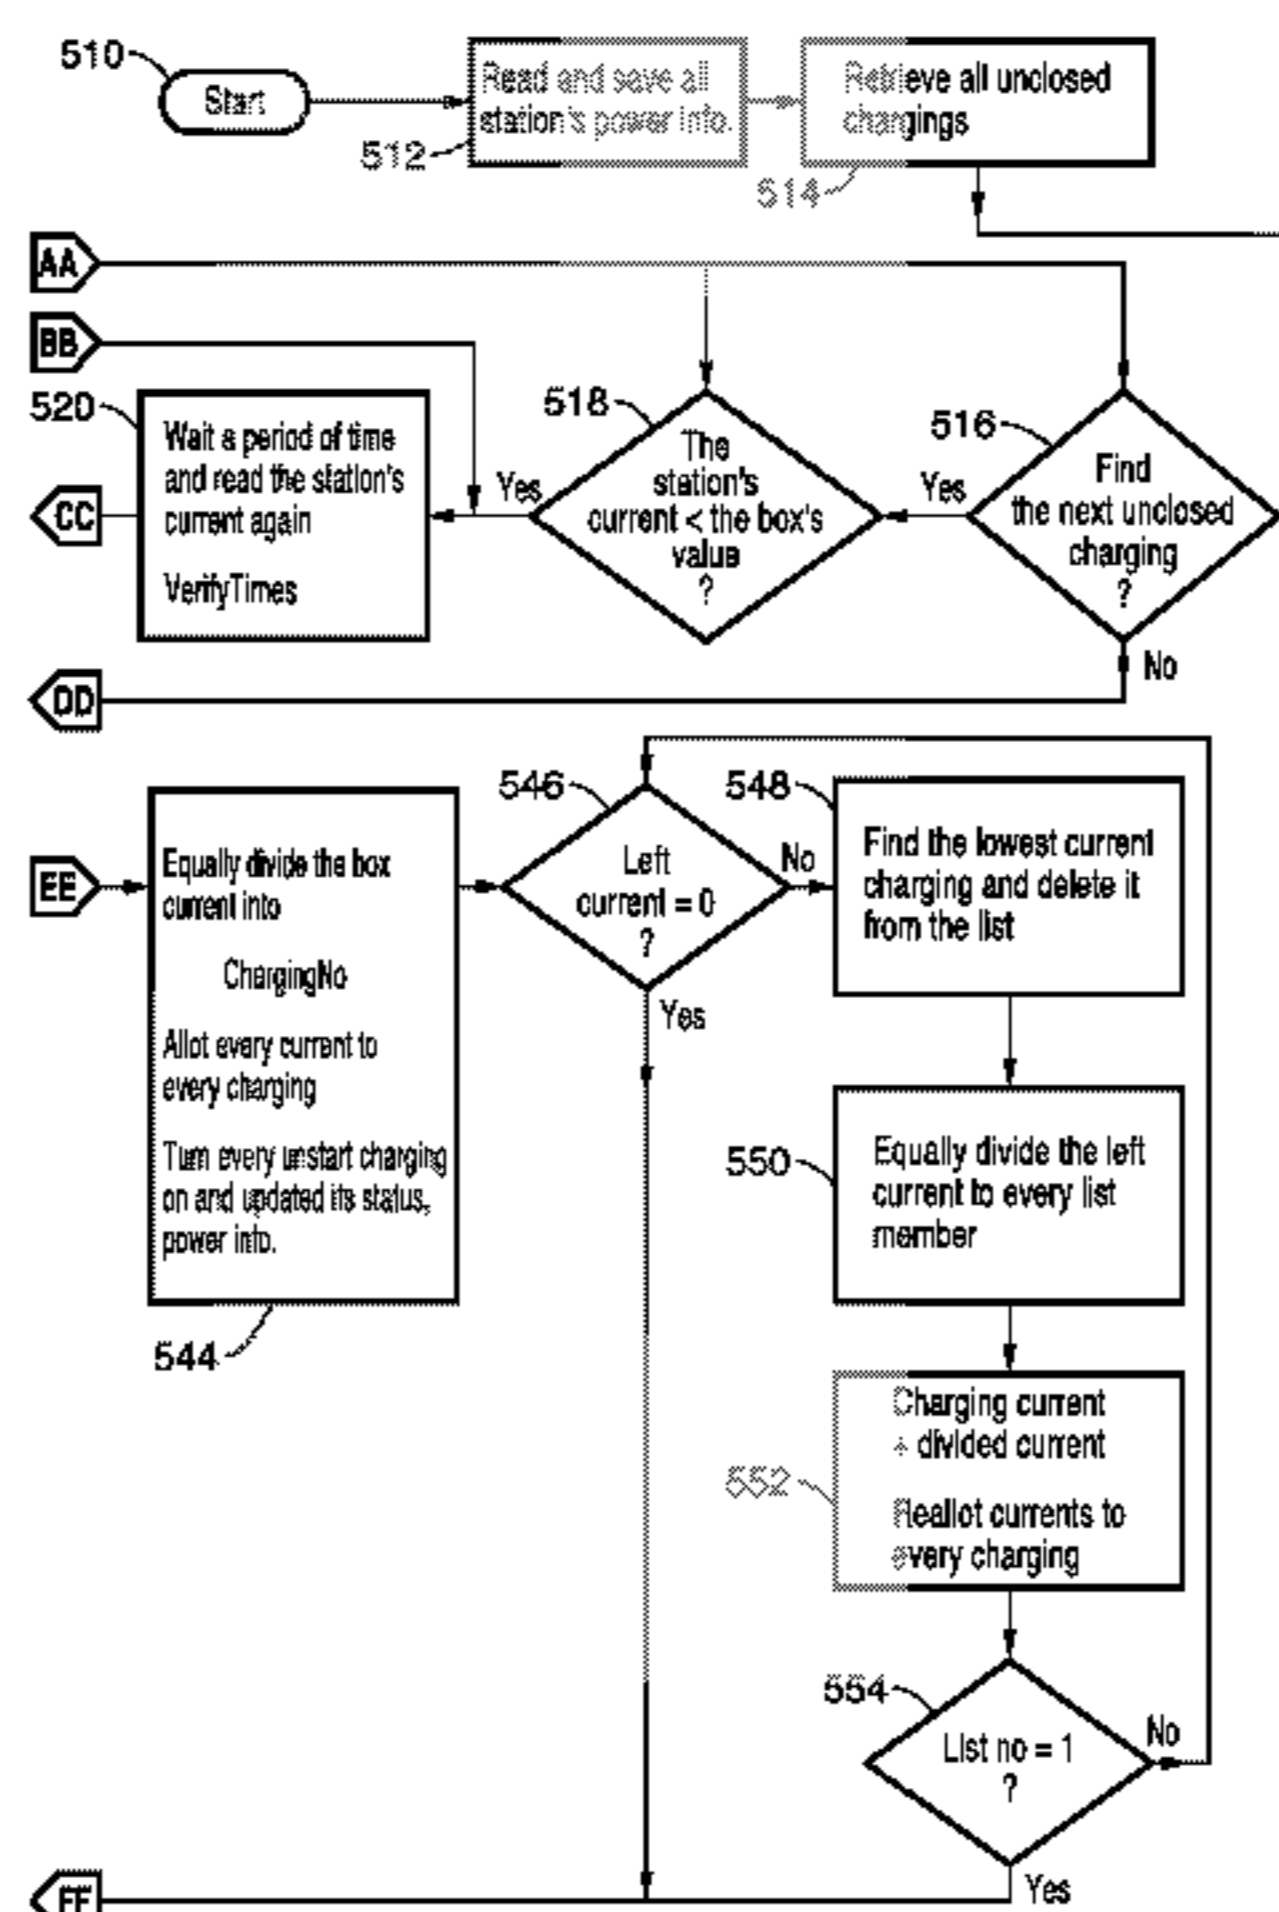 510
Start
Read and save all
station's power info.
512
Retrieve all unclosed
chargings
514
AA
BB
520
Wait a period of time
and read the station's
current again
VerifyTimes
CC
518
The
station's
current < the box's
value
?
Yes
516
Find
the next unclosed
charging
?
Yes
No
DD
EE
Equally divide the box
current into
ChargingNo
Allot every current to
every charging
Turn every unstart charging
on and updated its status,
power info.
544
546
Left
current = 0
?
No
Yes
548
Find the lowest current
charging and delete it
from the list
550
Equally divide the left
current to every list
member
552
Charging current
+ divided current
Reallot currents to
every charging
554
List no = 1
?
No
Yes
FF